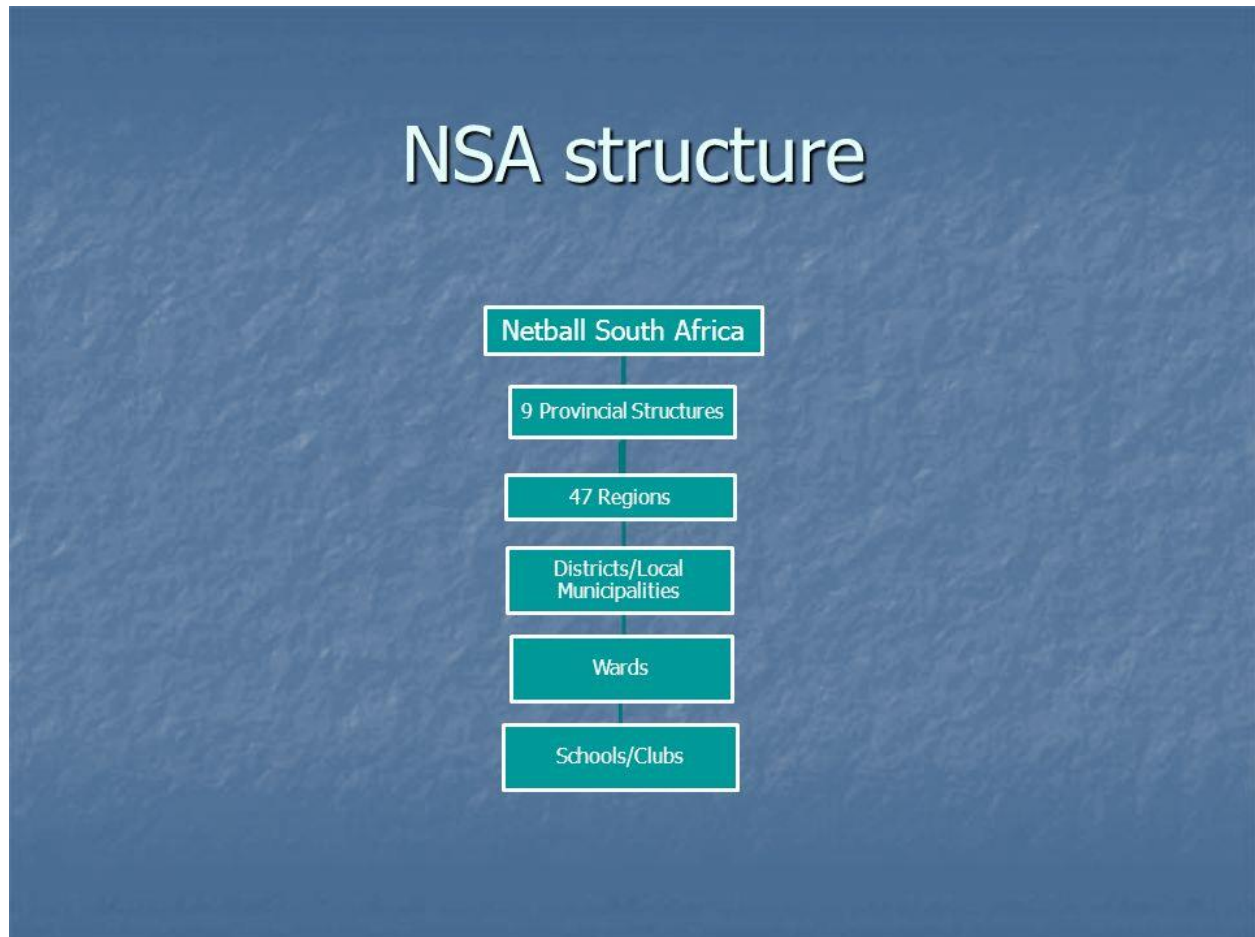 NSA structure
Netball South Africa
9 Provincial Structures
47 Regions
Districts/Local
Municipalities
Wards
Schools/Clubs